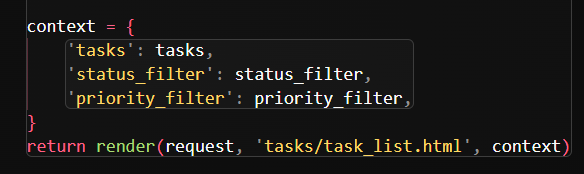 context = {
    'tasks': tasks,
    'status_filter': status_filter,
    'priority_filter': priority_filter,
}
return render(request, 'tasks/task_list.html', context)